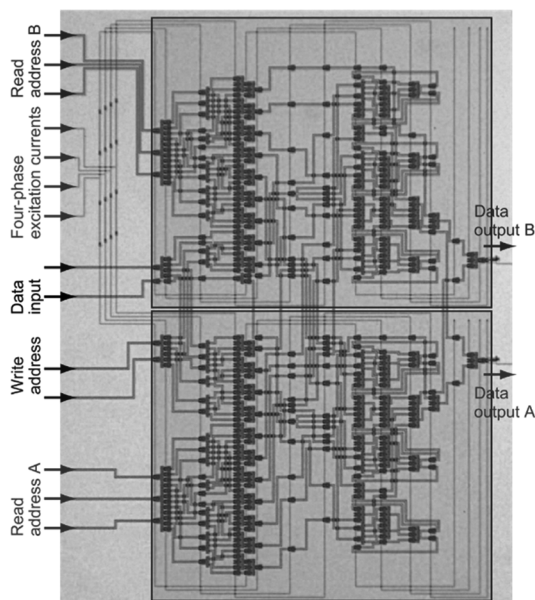 Read
address B
Four-phase
excitation currents
Data
input
Write
address
Read
address A
Data
output B
Data
output A